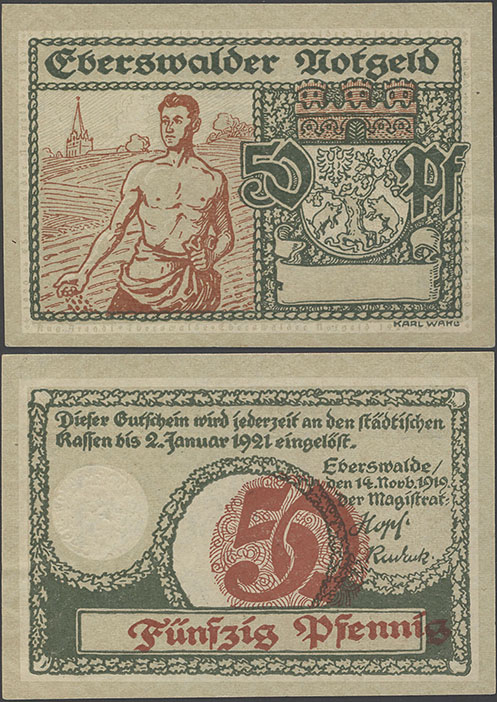 Eberswalder Notgeld
50 Pf
KARL WAHL
Dieser Gutschein wird jederzeit an den städtischen
Kassen bis 2. Januar 1921 eingelöst.
Eberswalde/
den 14. Novb. 1919.
der Magistrat:
Hopf
50
Fünfzig Pfennig